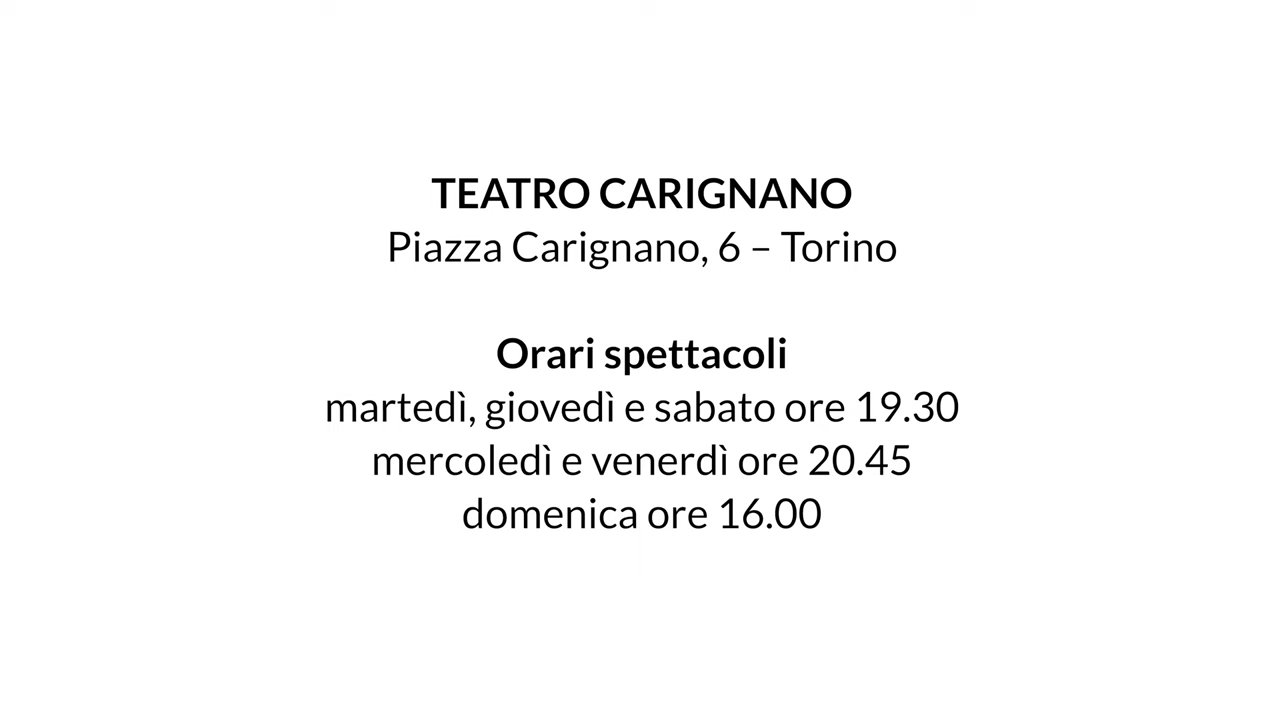 TEATRO CARIGNANO
Piazza Carignano, 6 – Torino
Orari spettacoli
martedì, giovedì e sabato ore 19.30
mercoledì e venerdì ore 20.45
domenica ore 16.00